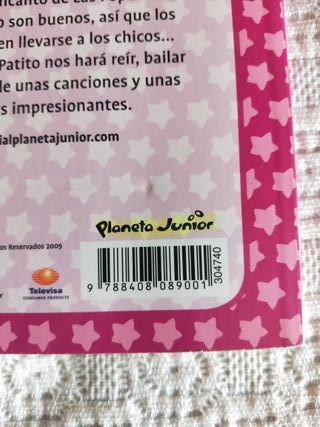 son buenos, así que los
en llevarse a los chicos...
Patito nos hará reír, bailar
de unas canciones y unas
s impresionantes.
ialplanetajunior.com
Planeta Junior
os Reservados 2009
Televisa
CONSUMER PRODUCTS
9 788408 089001
304740